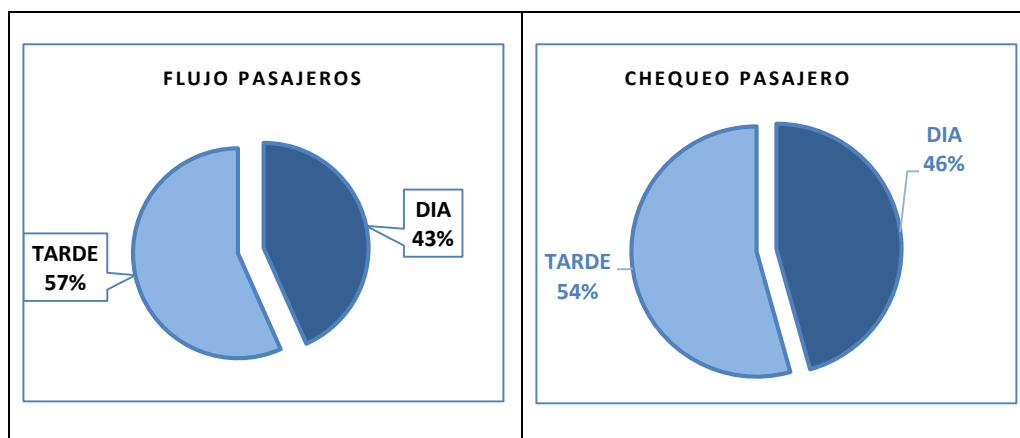 FLUJO PASAJEROS
DIA
43%
TARDE
57%
CHEQUEO PASAJERO
DIA
46%
TARDE
54%